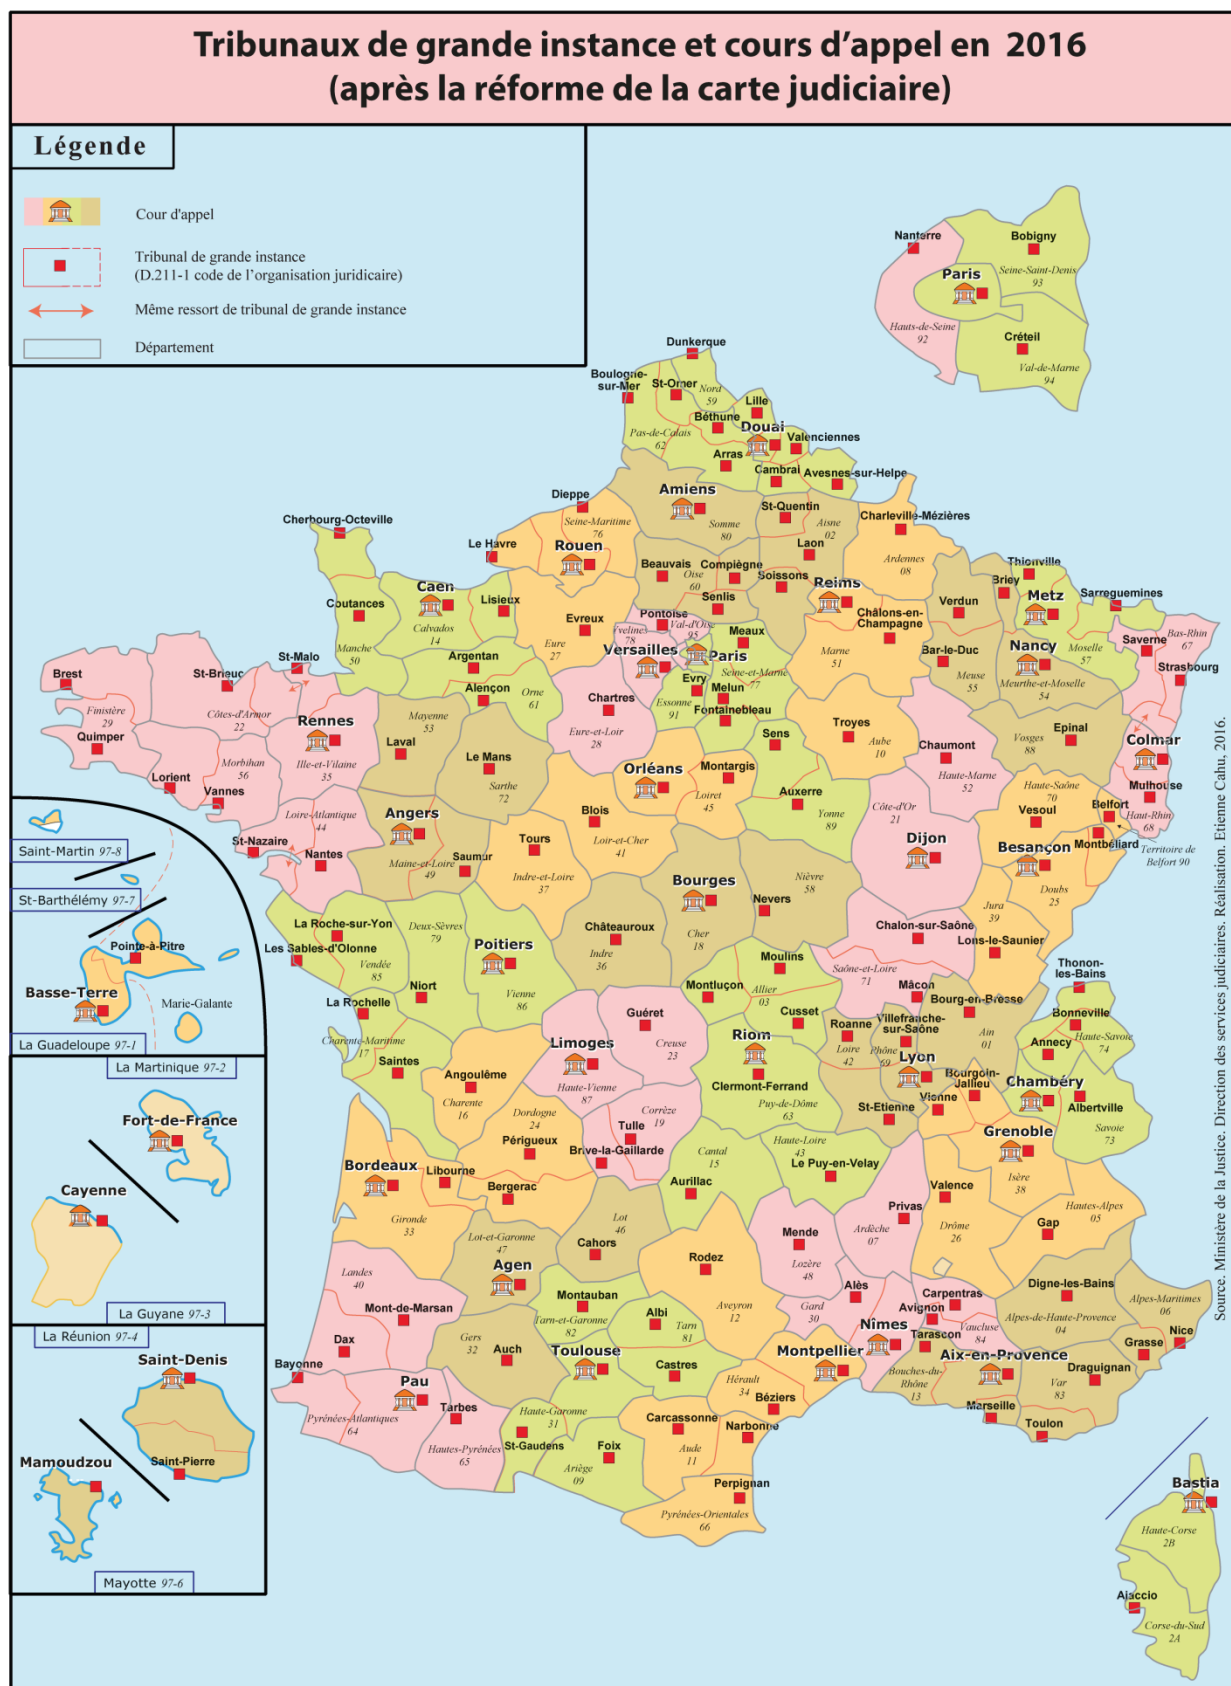 Tribunaux de grande instance et cours d'appel en 2016
(après la réforme de la carte judiciaire)
Légende
Cour d'appel
Tribunal de grande instance
(D.211-1 code de l'organisation juridicaire)
Même ressort de tribunal de grande instance
Département
Nanterre
Bobigny
Paris
Seine-Saint-Denis
93
Hauts-de-Seine
92
Créteil
Val-de-Marne
94
Dunkerque
Boulogne-
sur-Mer
St-Omer
Nord
59
Lille
Béthune
Douai
Pas-de-Calais
62
Valenciennes
Arras
Cambrai
Avesnes-sur-Helpe
Amiens
Somme
80
St-Quentin
Aisne
02
Laon
Charleville-Mézières
Ardennes
08
Dieppe
Seine-Maritime
76
Le Havre
Rouen
Cherbourg-Octeville
Beauvais
Oise
60
Compiègne
Soissons
Senlis
Reims
Châlons-en-
Champagne
Marne
51
Thionville
Briey
Metz
Sarreguemines
Verdun
Bar-le-Duc
Meuse
55
Nancy
Meurthe-et-Moselle
54
Moselle
57
Saverne
Bas-Rhin
67
Strasbourg
Caen
Calvados
14
Lisieux
Coutances
Manche
50
Argentan
Alençon
Orne
61
Evreux
Eure
27
Pontoise
Val-d'Oise
95
Yvelines
78
Versailles
Paris
Meaux
Seine-et-Marne
77
Evry
Essonne
91
Melun
Fontainebleau
Chartres
Eure-et-Loir
28
Brest
Finistère
29
Quimper
St-Brieuc
Côtes-d'Armor
22
St-Malo
Rennes
Ille-et-Vilaine
35
Morbihan
56
Lorient
Vannes
Mayenne
53
Laval
Le Mans
Sarthe
72
Sens
Troyes
Aube
10
Chaumont
Haute-Marne
52
Vosges
88
Epinal
Colmar
Mulhouse
Haut-Rhin
68
Orléans
Montargis
Loiret
45
Auxerre
Yonne
89
Côte-d'Or
21
Dijon
Haute-Saône
70
Vesoul
Belfort
Montbéliard
Territoire de
Belfort 90
Besançon
Doubs
25
Loire-Atlantique
44
St-Nazaire
Nantes
Angers
Maine-et-Loire
49
Saumur
Tours
Indre-et-Loire
37
Blois
Loir-et-Cher
41
Bourges
Cher
18
Nièvre
58
Nevers
Châteauroux
Indre
36
Jura
39
Lons-le-Saunier
Chalon-sur-Saône
Saône-et-Loire
71
Mâcon
La Roche-sur-Yon
Les Sables-d'Olonne
Vendée
85
Deux-Sèvres
79
Niort
Poitiers
Vienne
86
Moulins
Montluçon
Allier
03
Cusset
Thonon-
les-Bains
Bonneville
Haute-Savoie
74
Annecy
Bourg-en-Bresse
Ain
01
Villefranche-
sur-Saône
Roanne
Loire
42
Rhône
69
Lyon
La Rochelle
Charente-Maritime
17
Saintes
Angoulême
Charente
16
Limoges
Haute-Vienne
87
Guéret
Creuse
23
Riom
Clermont-Ferrand
Puy-de-Dôme
63
Bourgoin-
Jallieu
Vienne
St-Etienne
Chambéry
Albertville
Savoie
73
Grenoble
Isère
38
Dordogne
24
Périgueux
Bergerac
Corrèze
19
Tulle
Brive-la-Gaillarde
Cantal
15
Aurillac
Haute-Loire
43
Le Puy-en-Velay
Bordeaux
Libourne
Gironde
33
Valence
Drôme
26
Privas
Ardèche
07
Hautes-Alpes
05
Gap
Lot
46
Cahors
Lot-et-Garonne
47
Agen
Rodez
Aveyron
12
Mende
Lozère
48
Landes
40
Mont-de-Marsan
Dax
Montauban
Tarn-et-Garonne
82
Albi
Tarn
81
Castres
Gers
32
Auch
Toulouse
Haute-Garonne
31
St-Gaudens
Alès
Gard
30
Nîmes
Avignon
Carpentras
Vaucluse
84
Tarascon
Digne-les-Bains
Alpes-de-Haute-Provence
04
Alpes-Maritimes
06
Grasse
Nice
Montpellier
Hérault
34
Béziers
Aix-en-Provence
Bouches-du-
Rhône
13
Marseille
Draguignan
Var
83
Toulon
Bayonne
Pau
Pyrénées-Atlantiques
64
Tarbes
Hautes-Pyrénées
65
Foix
Ariège
09
Carcassonne
Aude
11
Narbonne
Perpignan
Pyrénées-Orientales
66
Bastia
Haute-Corse
2B
Ajaccio
Corse-du-Sud
2A
Saint-Martin 97-8
St-Barthélémy 97-7
Pointe-à-Pitre
Basse-Terre
Marie-Galante
La Guadeloupe 97-1
La Martinique 97-2
Fort-de-France
Cayenne
La Guyane 97-3
La Réunion 97-4
Saint-Denis
Saint-Pierre
Mamoudzou
Mayotte 97-6
Source. Ministère de la Justice. Direction des services judiciaires. Réalisation. Etienne Cahu, 2016.